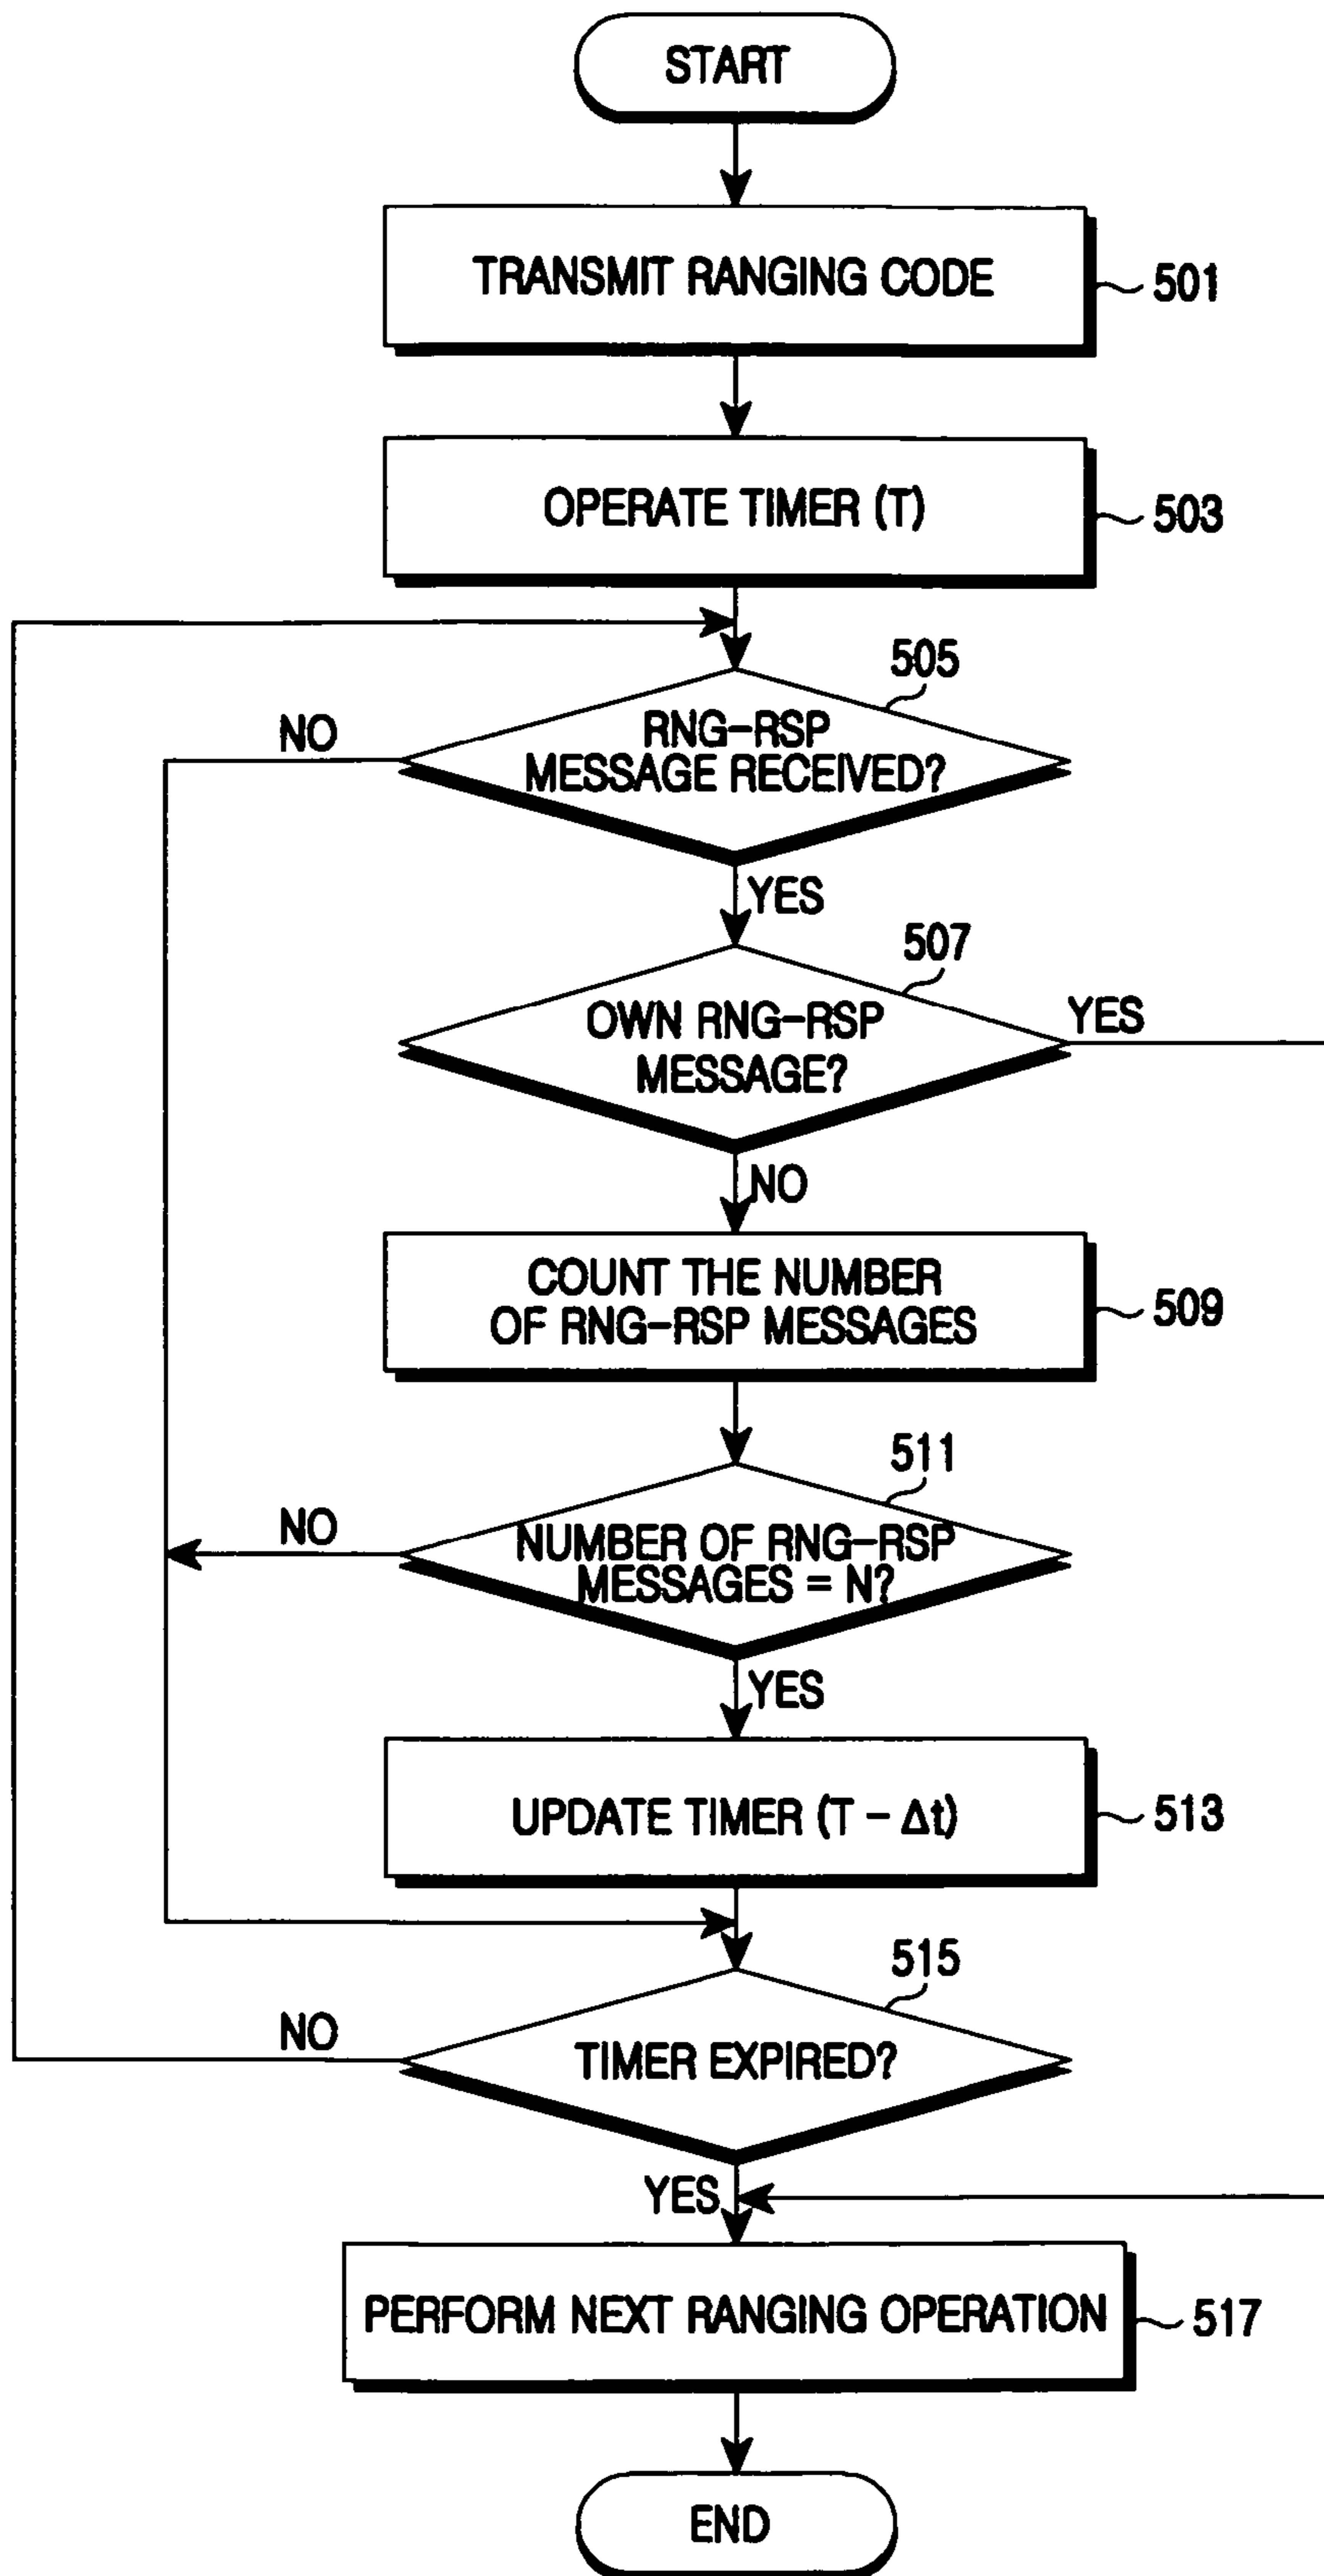 START
TRANSMIT RANGING CODE
501
OPERATE TIMER (T)
503
505
NO
RNG-RSP
MESSAGE RECEIVED?
YES
507
OWN RNG-RSP
MESSAGE?
YES
NO
COUNT THE NUMBER
OF RNG-RSP MESSAGES
509
511
NO
NUMBER OF RNG-RSP
MESSAGES = N?
YES
UPDATE TIMER (T - Δt)
513
515
NO
TIMER EXPIRED?
YES
PERFORM NEXT RANGING OPERATION
517
END